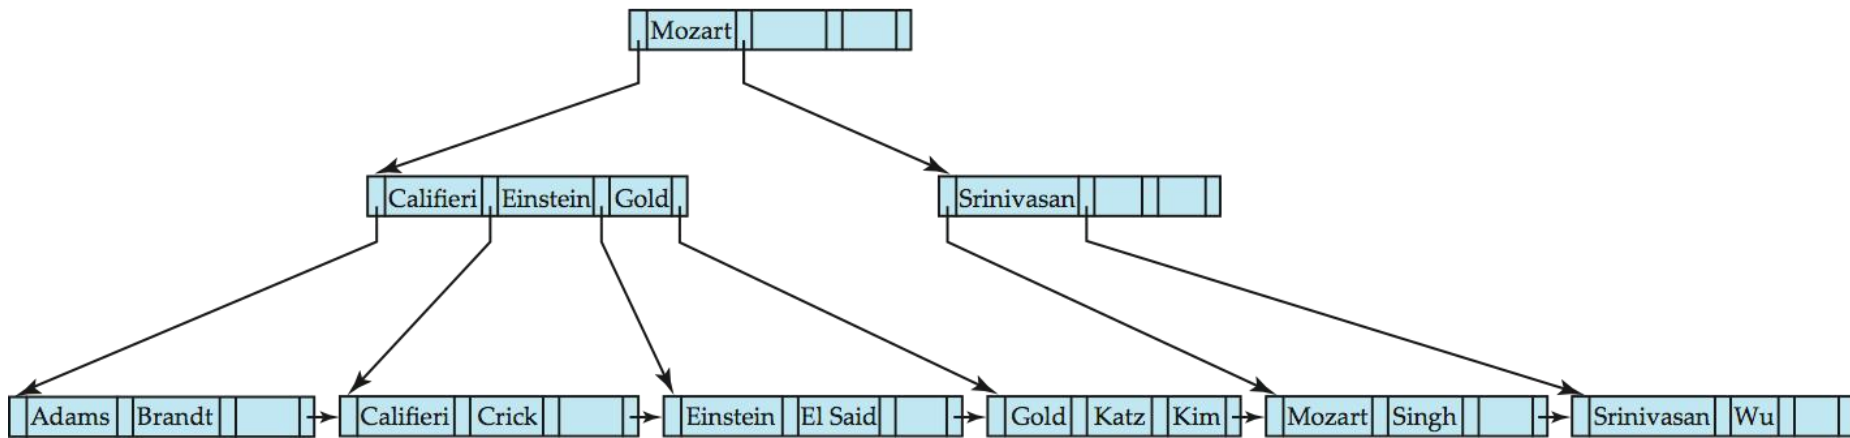 Mozart
Califieri Einstein Gold
Srinivasan
Adams Brandt
Califieri Crick
Einstein El Said
Gold Katz Kim
Mozart Singh
Srinivasan Wu